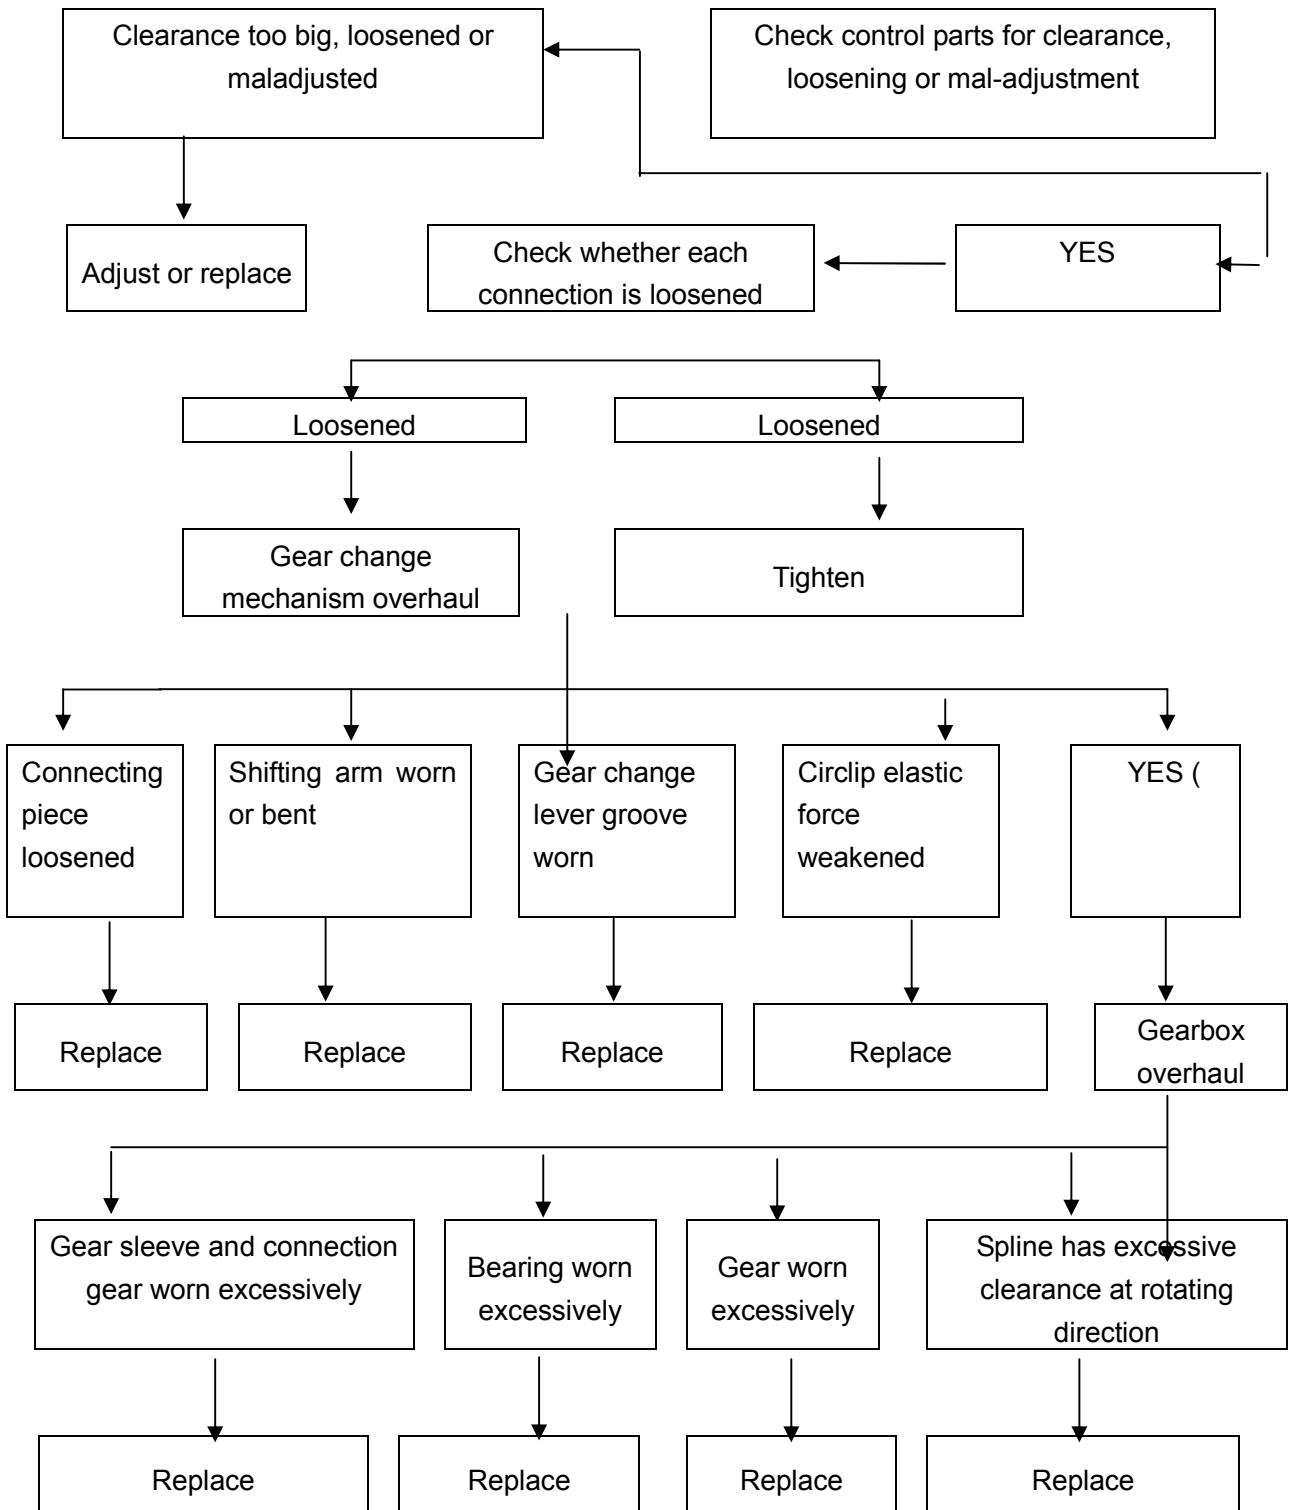 Clearance too big, loosened or
maladjusted
Check control parts for clearance,
loosening or mal-adjustment
Adjust or replace
Check whether each
connection is loosened
YES
Loosened
Loosened
Gear change
mechanism overhaul
Tighten
Connecting
piece
loosened
Shifting arm worn
or bent
Gear change
lever groove
worn
Circlip elastic
force
weakened
YES (
Replace
Replace
Replace
Replace
Gearbox
overhaul
Gear sleeve and connection
gear worn excessively
Bearing worn
excessively
Gear worn
excessively
Spline has excessive
clearance at rotating
direction
Replace
Replace
Replace
Replace